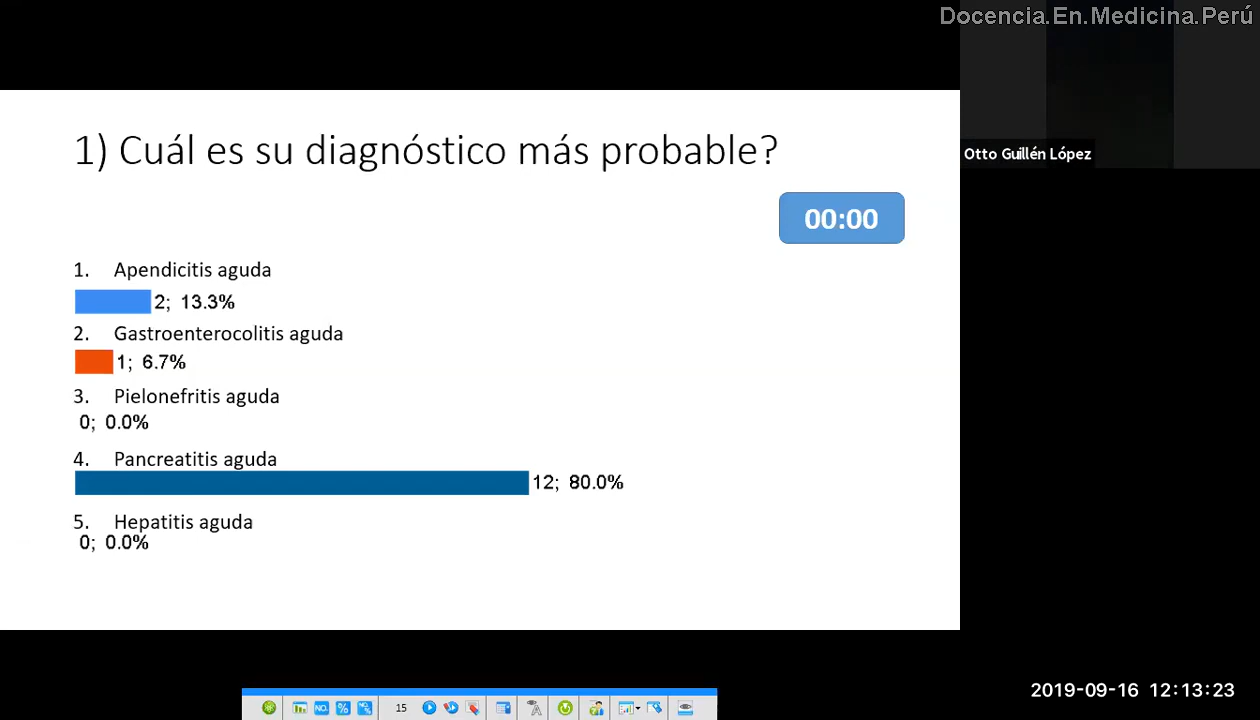 Docencia.En.Medicina.Perú
1) Cuál es su diagnóstico más probable?
Otto Guillén López
00:00
1. Apendicitis aguda
2; 13.3%
2. Gastroenterocolitis aguda
1; 6.7%
3. Pielonefritis aguda
0; 0.0%
4. Pancreatitis aguda
12; 80.0%
5. Hepatitis aguda
0; 0.0%
2019-09-16 12:13:23
NO. % 15